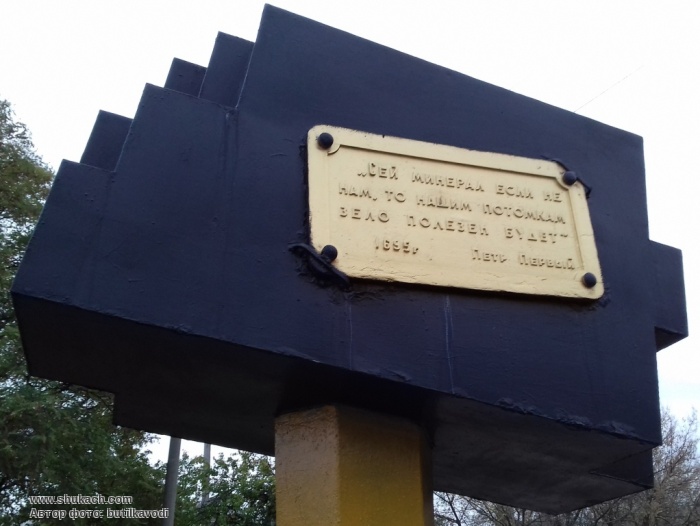 „Сей минерал если не
нам, то нашим потомкам
зело полезен будет"
1695г Петр Первый
www.shukach.com
Автор фото: butilkavodi